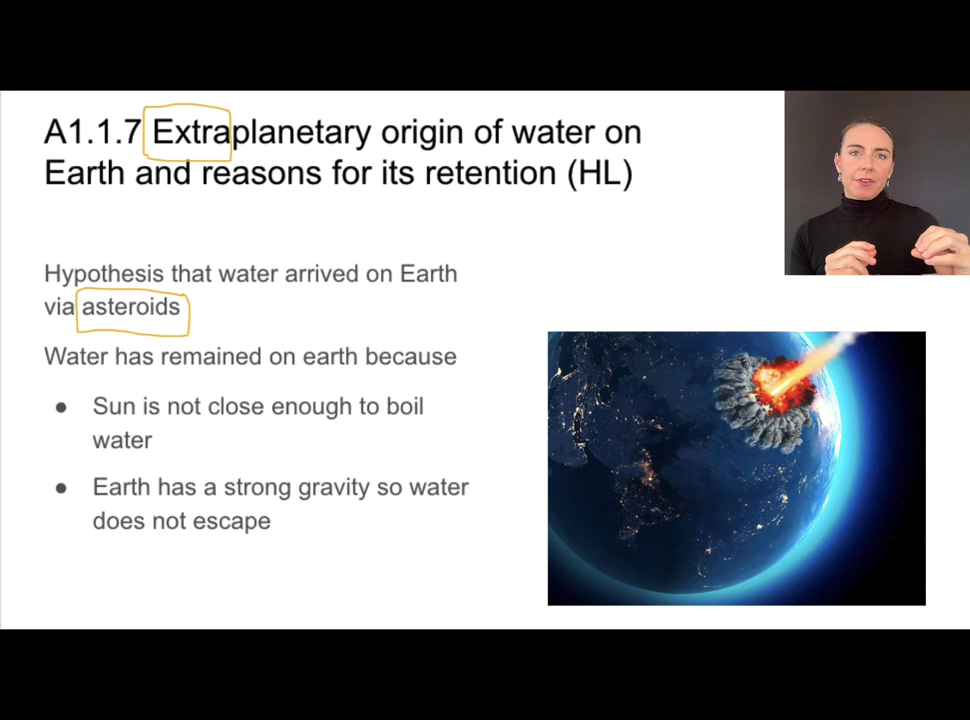 A1.1.7 Extraplanetary origin of water on
Earth and reasons for its retention (HL)
Hypothesis that water arrived on Earth
via asteroids
Water has remained on earth because
● Sun is not close enough to boil
water
● Earth has a strong gravity so water
does not escape